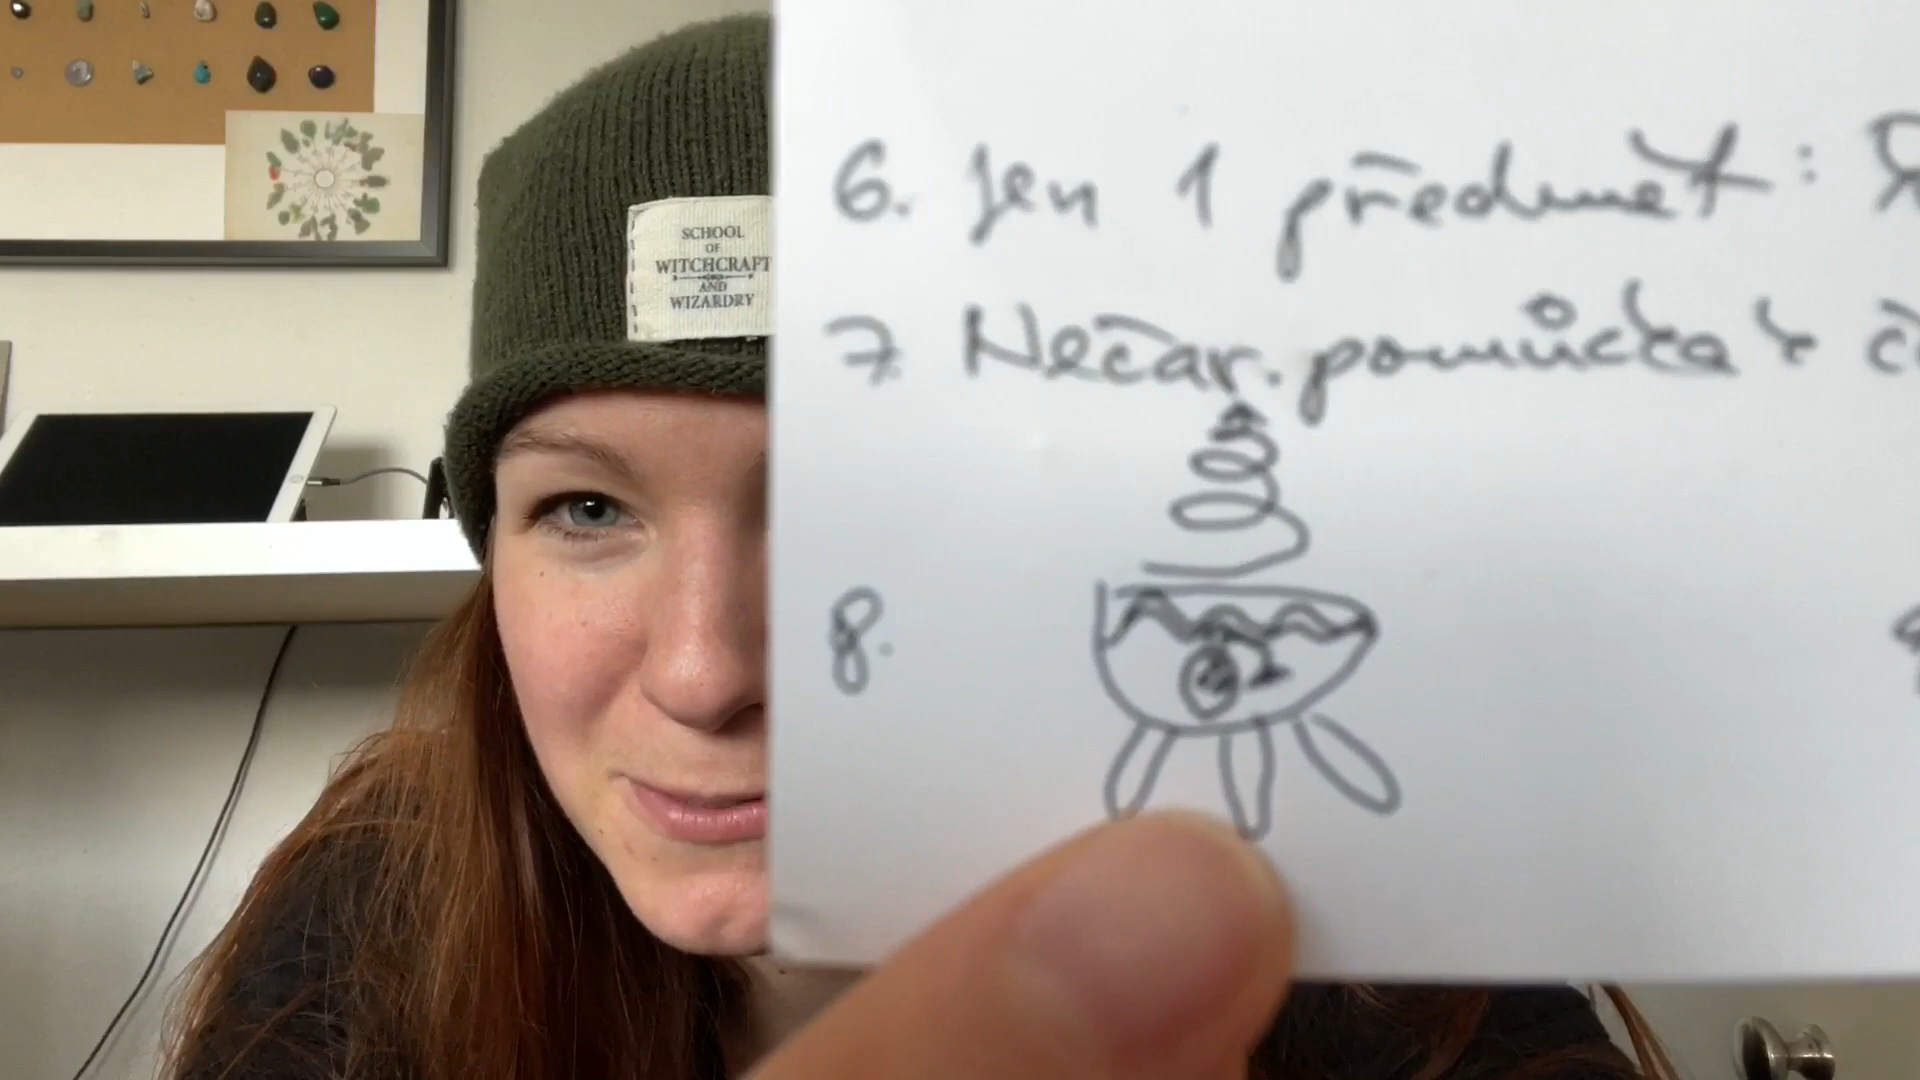 SCHOOL
OF
WITCHCRAFT
AND
WIZARDRY
6. Jen 1 předmět:
7. Nečar. pomůcka k
8.